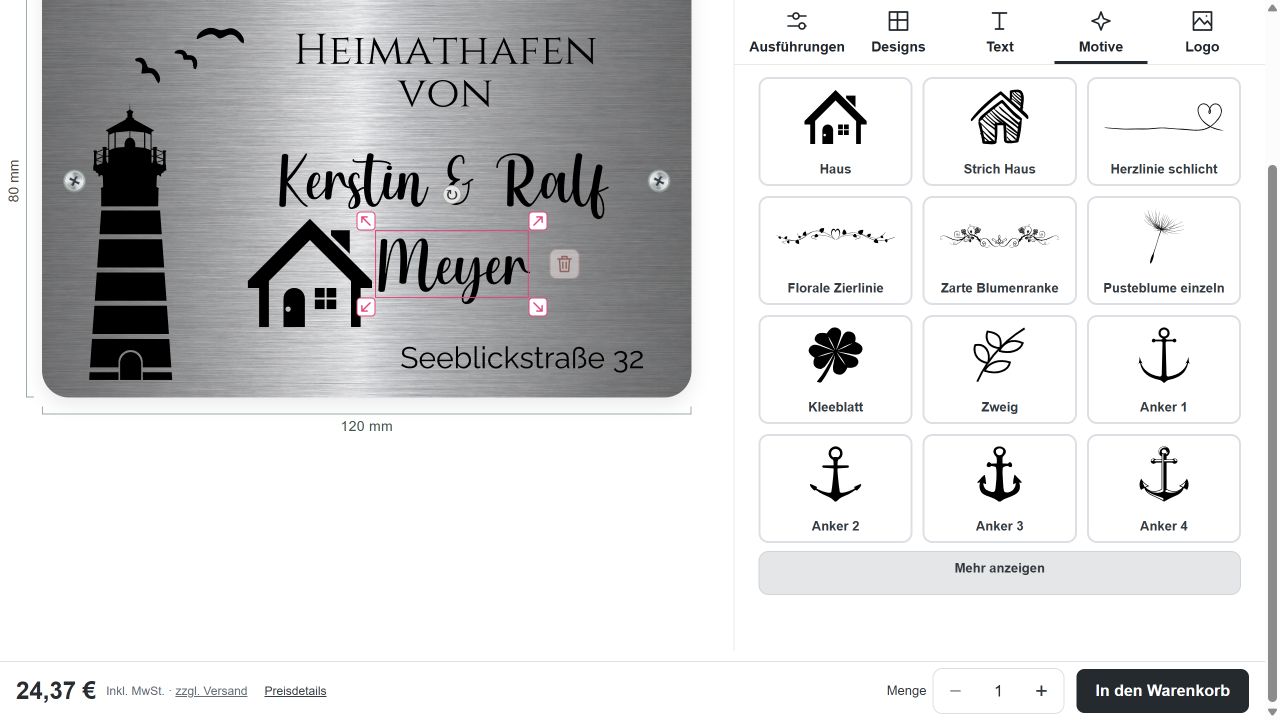 Heimathafen
von
Kerstin & Ralf
Meyer
Seeblickstraße 32
80 mm
120 mm
Ausführungen
Designs
Text
Motive
Logo
Haus
Strich Haus
Herzlinie schlicht
Florale Zierlinie
Zarte Blumenranke
Pusteblume einzeln
Kleeblatt
Zweig
Anker 1
Anker 2
Anker 3
Anker 4
Mehr anzeigen
24,37 € Inkl. MwSt. · zzgl. Versand Preisdetails
Menge − 1 +
In den Warenkorb